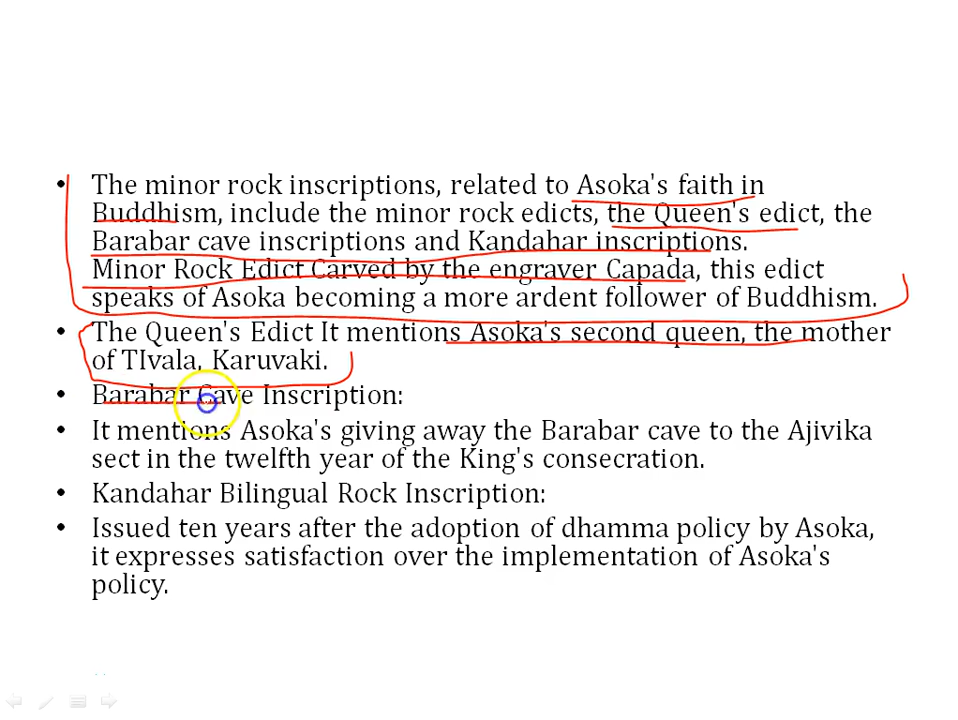 • The minor rock inscriptions, related to Asoka's faith in
Buddhism, include the minor rock edicts, the Queen's edict, the
Barabar cave inscriptions and Kandahar inscriptions.
Minor Rock Edict Carved by the engraver Capada, this edict
speaks of Asoka becoming a more ardent follower of Buddhism.
• The Queen's Edict It mentions Asoka's second queen, the mother
of TIvala, Karuvaki.
• Barabar Cave Inscription:
• It mentions Asoka's giving away the Barabar cave to the Ajivika
sect in the twelfth year of the King's consecration.
• Kandahar Bilingual Rock Inscription:
• Issued ten years after the adoption of dhamma policy by Asoka,
it expresses satisfaction over the implementation of Asoka's
policy.